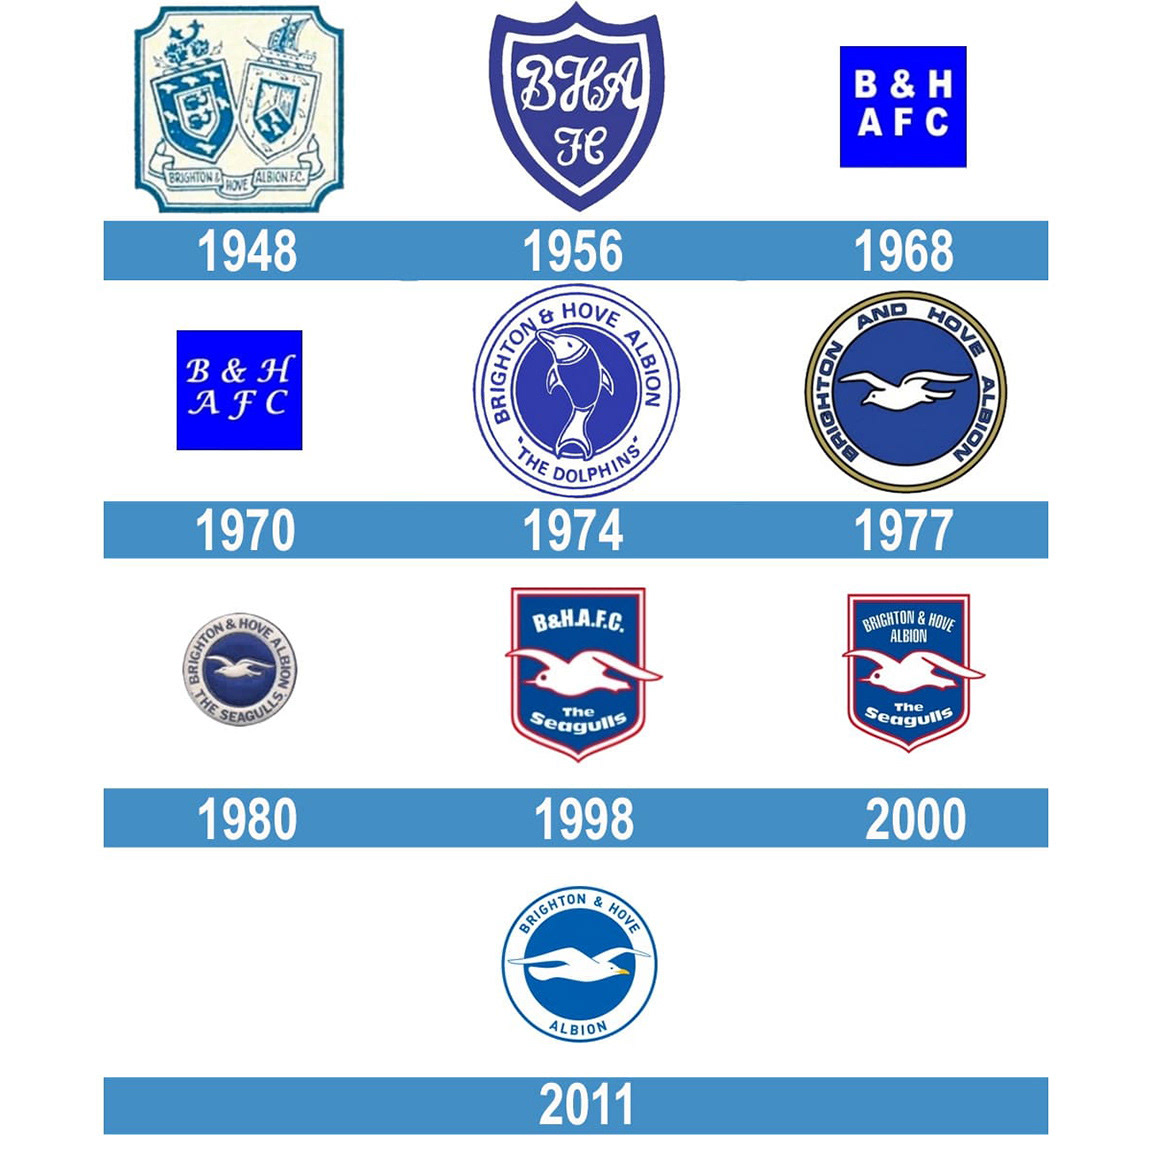 BRIGHTON & HOVE ALBION F.C.
BHA
FC
B & H
A F C
1948
1956
1968
B & H
A F C
BRIGHTON & HOVE ALBION
"THE DOLPHINS"
BRIGHTON AND HOVE ALBION
1970
1974
1977
BRIGHTON & HOVE ALBION
THE SEAGULLS
B&H.A.F.C.
The
Seagulls
BRIGHTON & HOVE
ALBION
The
Seagulls
1980
1998
2000
BRIGHTON & HOVE
ALBION
2011